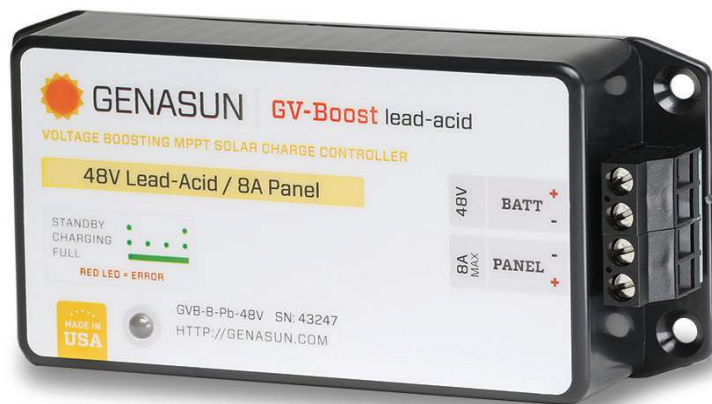 GENASUN GV-Boost lead-acid
VOLTAGE BOOSTING MPPT SOLAR CHARGE CONTROLLER
48V Lead-Acid / 8A Panel
STANDBY
CHARGING
FULL
RED LED = ERROR
48V BATT + -
8A MAX PANEL - +
MADE IN
USA
GVB-8-Pb-48V SN: 43247
HTTP://GENASUN.COM